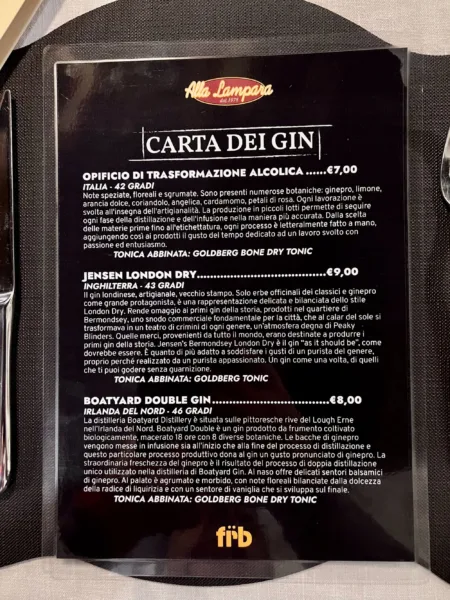 Alla Lampara
dal 1975
CARTA DEI GIN
OPIFICIO DI TRASFORMAZIONE ALCOLICA ......€7,00
ITALIA - 42 GRADI
Note speziate, floreali e sgrumate. Sono presenti numerose botaniche: ginepro, limone,
arancia dolce, coriandolo, angelica, cardamomo, petali di rosa. Ogni lavorazione è
svolta all'insegna dell'artigianalità. La produzione in piccoli lotti permette di seguire
ogni fase della distillazione e dell'infusione nella maniera più accurata. Dalla scelta
delle materie prime fino all'etichettatura, ogni processo è letteralmente fatto a mano,
aggiungendo così ai prodotti il gusto del tempo dedicato ad un lavoro svolto con
passione ed entusiasmo.
TONICA ABBINATA: GOLDBERG BONE DRY TONIC
JENSEN LONDON DRY..............................€9,00
INGHILTERRA - 43 GRADI
Il gin londinese, artigianale, vecchio stampo. Solo erbe officinali dei classici e ginepro
come grande protagonista, è una rappresentazione delicata e bilanciata dello stile
London Dry. Rende omaggio ai primi gin della storia, prodotti nel quartiere di
Bermondsey, uno snodo commerciale fondamentale per la città, che al calar del sole si
trasformava in un teatro di crimini di ogni genere, un'atmosfera degna di Peaky
Blinders. Quelle merci, provenienti da tutto il mondo, erano destinate a produrre i
primi gin della storia. Jensen's Bermondsey London Dry è il gin "as it should be", come
dovrebbe essere. È quanto di più adatto a soddisfare i gusti di un purista del genere,
proprio perché realizzato da un purista appassionato. Un gin come una volta, di quelli
che ti puoi godere senza guarnizione.
TONICA ABBINATA: GOLDBERG TONIC
BOATYARD DOUBLE GIN...........................€8,00
IRLANDA DEL NORD - 46 GRADI
La distilleria Boatyard Distillery è situata sulle pittoresche rive del Lough Erne
nell'Irlanda del Nord. Boatyard Double è un gin prodotto da frumento coltivato
biologicamente, macerato 18 ore con 8 diverse botaniche. Le bacche di ginepro
vengono messe in infusione sia all'inizio che alla fine del processo di distillazione e
questo particolare processo produttivo dona al gin un gusto pronunciato di ginepro. La
straordinaria freschezza del ginepro è il risultato del processo di doppia distillazione
unico utilizzato nella distilleria di Boatyard Gin. Al naso offre delicati sentori balsamici
di ginepro. Al palato è agrumato e morbido, con note floreali bilanciate dalla dolcezza
della radice di liquirizia e con un sentore di vaniglia che si sviluppa sul finale.
TONICA ABBINATA: GOLDBERG BONE DRY TONIC
frb